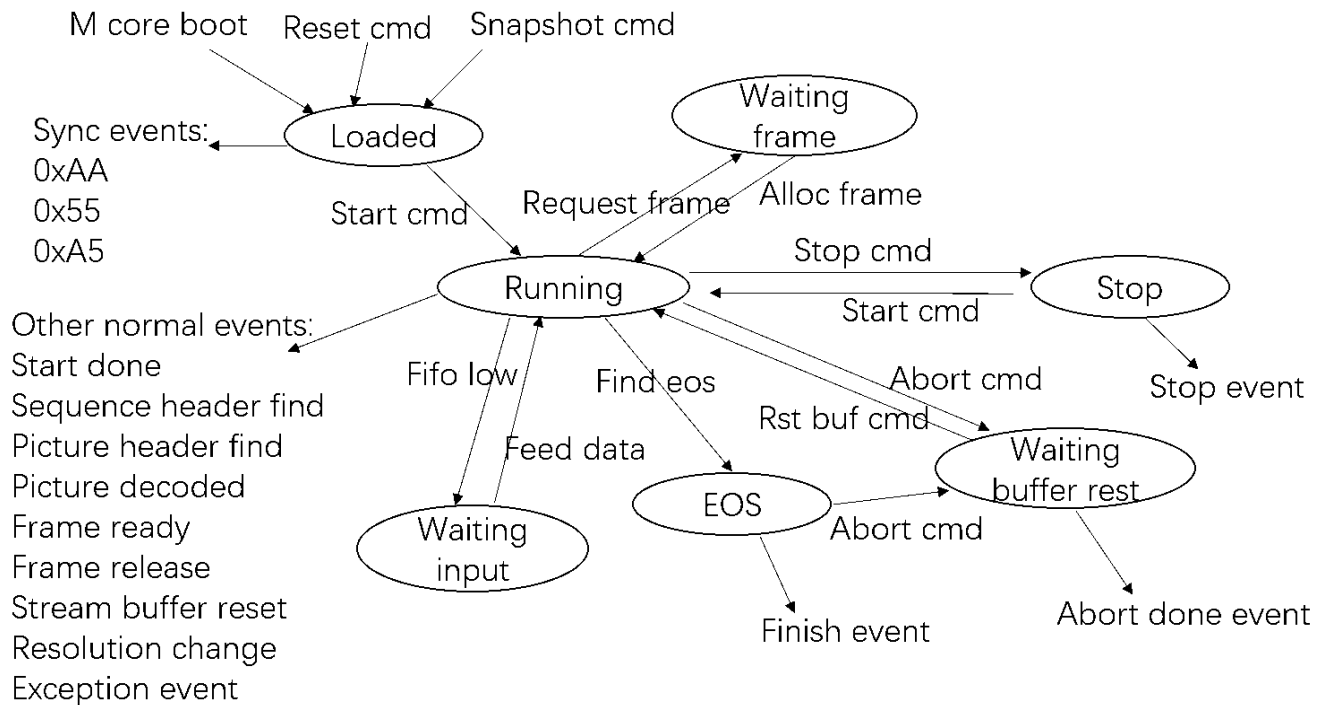 M core boot
Reset cmd
Snapshot cmd
Loaded
Waiting
frame
Sync events:
0xAA
0x55
0xA5
Start cmd
Request frame
Alloc frame
Running
Stop cmd
Start cmd
Stop
Stop event
Other normal events:
Start done
Sequence header find
Picture header find
Picture decoded
Frame ready
Frame release
Stream buffer reset
Resolution change
Exception event
Fifo low
Feed data
Find eos
Abort cmd
Rst buf cmd
Waiting
input
EOS
Abort cmd
Waiting
buffer rest
Finish event
Abort done event